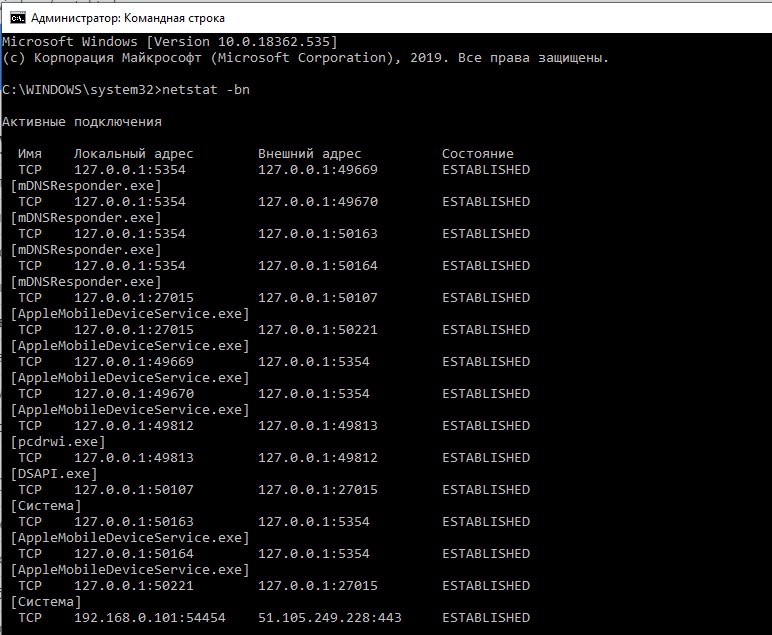 Администратор: Командная строка
Microsoft Windows [Version 10.0.18362.535]
(c) Корпорация Майкрософт (Microsoft Corporation), 2019. Все права защищены.
C:\WINDOWS\system32>netstat -bn
Активные подключения
Имя Локальный адрес Внешний адрес Состояние
TCP 127.0.0.1:5354 127.0.0.1:49669 ESTABLISHED
[mDNSResponder.exe]
TCP 127.0.0.1:5354 127.0.0.1:49670 ESTABLISHED
[mDNSResponder.exe]
TCP 127.0.0.1:5354 127.0.0.1:50163 ESTABLISHED
[mDNSResponder.exe]
TCP 127.0.0.1:5354 127.0.0.1:50164 ESTABLISHED
[mDNSResponder.exe]
TCP 127.0.0.1:27015 127.0.0.1:50107 ESTABLISHED
[AppleMobileDeviceService.exe]
TCP 127.0.0.1:27015 127.0.0.1:50221 ESTABLISHED
[AppleMobileDeviceService.exe]
TCP 127.0.0.1:49669 127.0.0.1:5354 ESTABLISHED
[AppleMobileDeviceService.exe]
TCP 127.0.0.1:49670 127.0.0.1:5354 ESTABLISHED
[AppleMobileDeviceService.exe]
TCP 127.0.0.1:49812 127.0.0.1:49813 ESTABLISHED
[pcdrwi.exe]
TCP 127.0.0.1:49813 127.0.0.1:49812 ESTABLISHED
[DSAPI.exe]
TCP 127.0.0.1:50107 127.0.0.1:27015 ESTABLISHED
[Система]
TCP 127.0.0.1:50163 127.0.0.1:5354 ESTABLISHED
[AppleMobileDeviceService.exe]
TCP 127.0.0.1:50164 127.0.0.1:5354 ESTABLISHED
[AppleMobileDeviceService.exe]
TCP 127.0.0.1:50221 127.0.0.1:27015 ESTABLISHED
[Система]
TCP 192.168.0.101:54454 51.105.249.228:443 ESTABLISHED